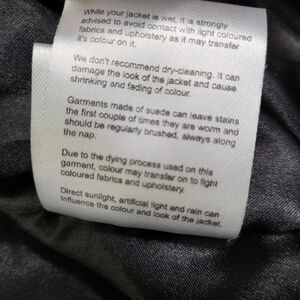 While your jacket is wet, it is strongly
advised to avoid contact with light coloured
fabrics and upholstery as it may transfer
it's colour on it.
We don't recommend dry-cleaning. It can
damage the look of the jacket and cause
shrinking and fading of colour.
Garments made of suede can leave stains
the first couple of times they are worn and
should be regularly brushed, always along
the nap.
Due to the dying process used on this
garment, colour may transfer on to light
coloured fabrics and upholstery.
Direct sunlight, artificial light and rain can
Influence the colour and look of the jacket.